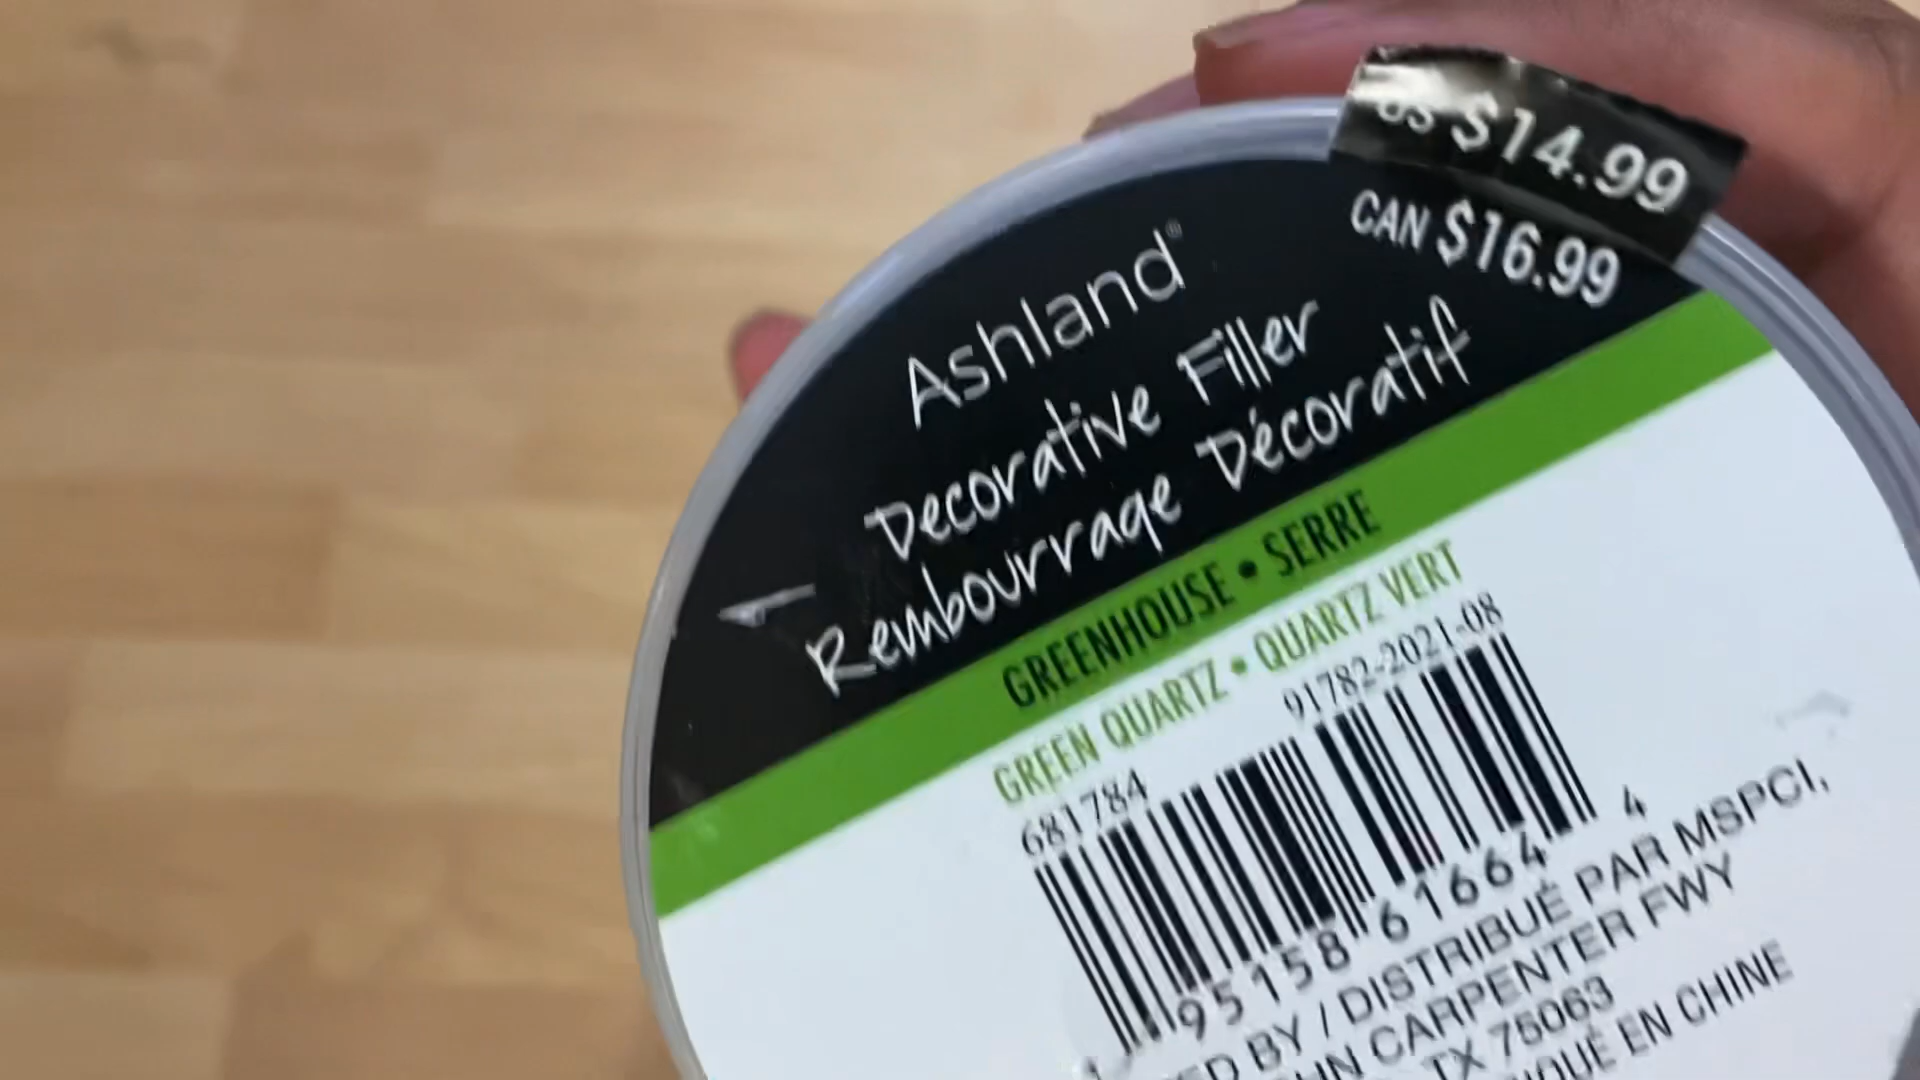 US $14.99
CAN $16.99
Ashland®
Decorative Filler
Rembourrage Décoratif
GREENHOUSE • SERRE
GREEN QUARTZ • QUARTZ VERT
91782-2021-08
681784
95158 61664 4
BY / DISTRIBUÉ PAR MSPCI,
CARPENTER FWY
TX 75063
EN CHINE